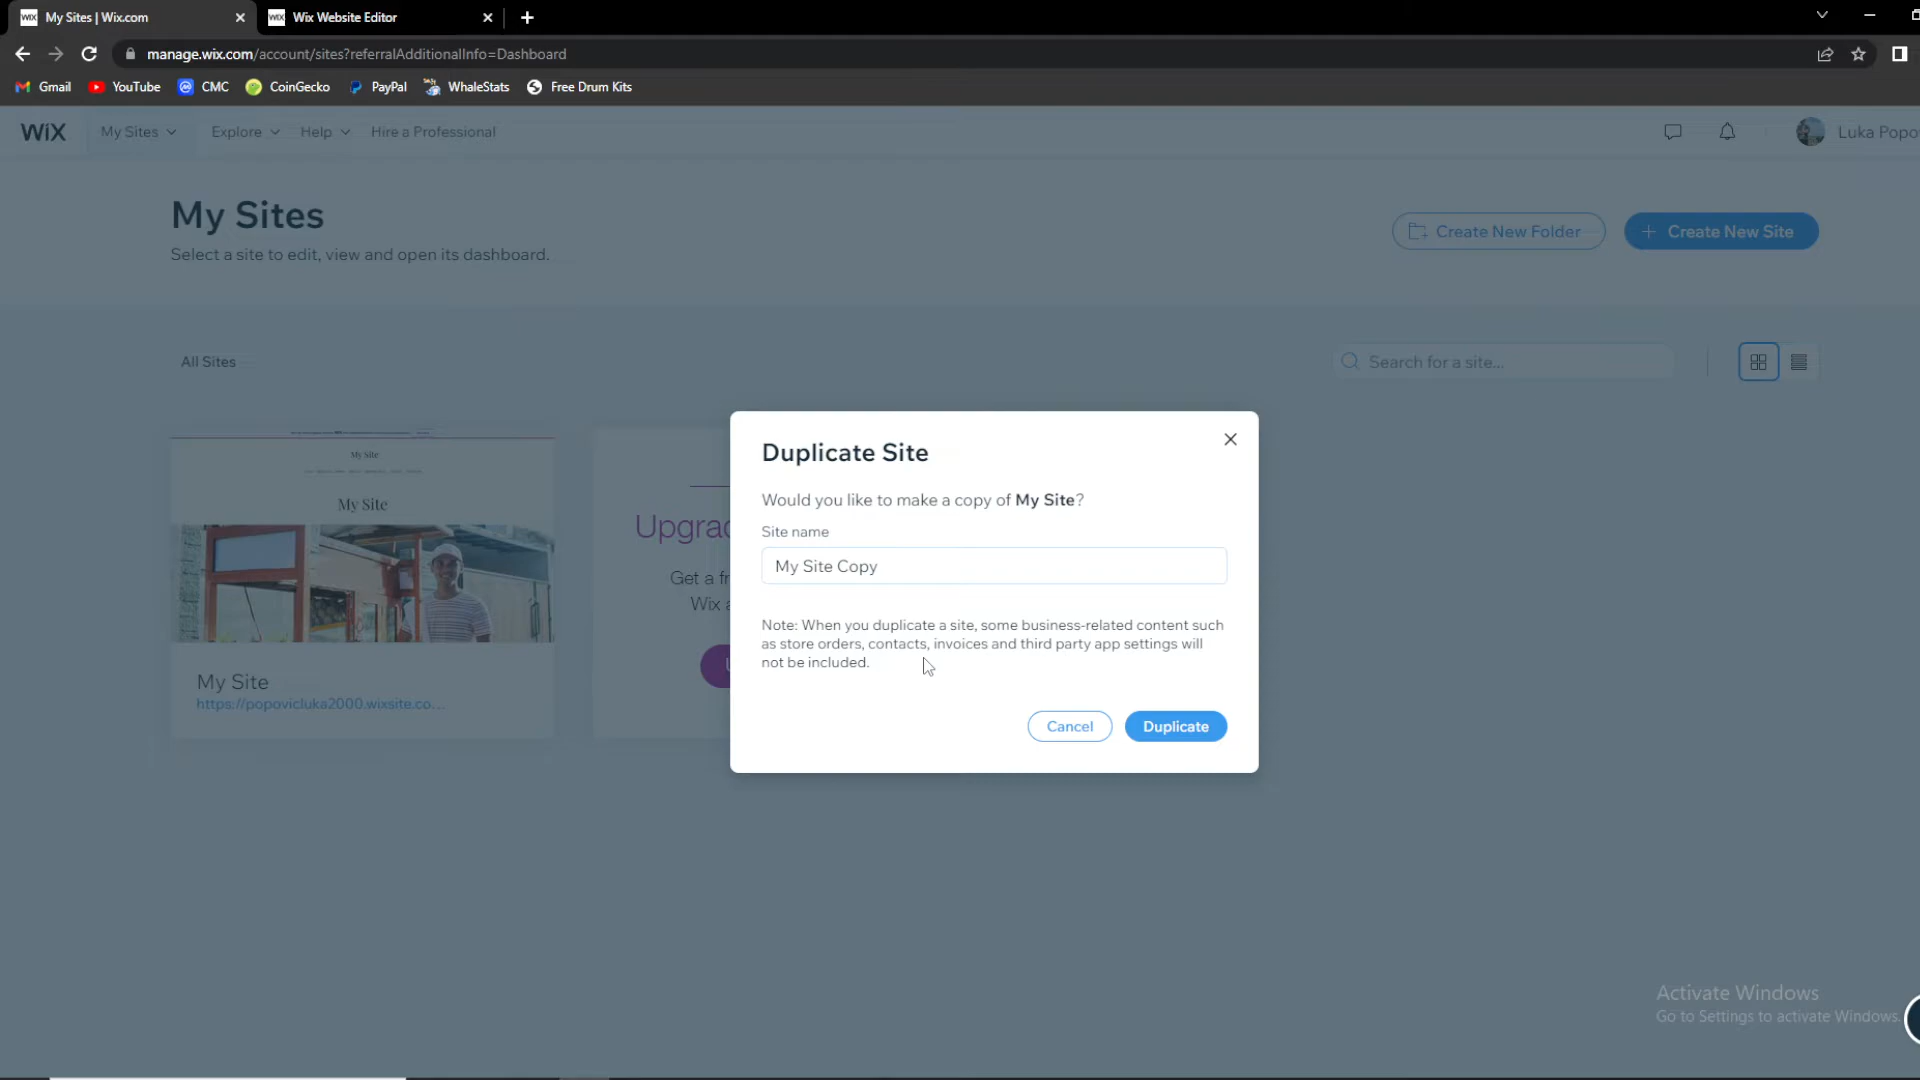 My Sites | Wix.com
Wix Website Editor
manage.wix.com/account/sites?referralAdditionalInfo=Dashboard
Gmail
YouTube
CMC
CoinGecko
PayPal
WhaleStats
Free Drum Kits
WiX
My Sites
Explore
Help
Hire a Professional
Luka Popo
My Sites
Select a site to edit, view and open its dashboard.
Create New Folder
+ Create New Site
All Sites
Search for a site...
My Site
My Site
My Site
https://popovicluka2000.wixsite.co...
Upgrad
Get a fr
Wix a
U
Duplicate Site
Would you like to make a copy of My Site?
Site name
My Site Copy
Note: When you duplicate a site, some business-related content such
as store orders, contacts, invoices and third party app settings will
not be included.
Cancel
Duplicate
Activate Windows
Go to Settings to activate Windows.